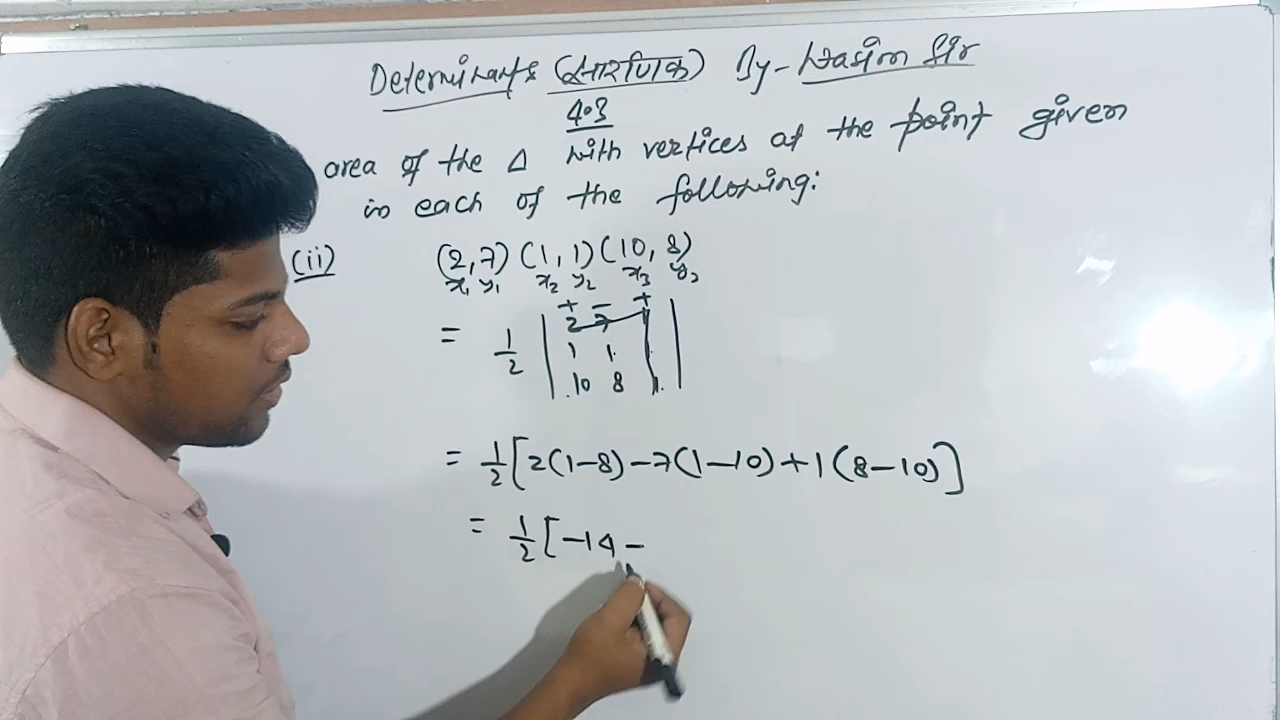 Determinants (सारणिक) By - Wasim Sir
4.3
area of the Δ with vertices at the point given
in each of the following:
(ii) (2,7) (1,1) (10,8)
x₁ y₁ x₂ y₂ x₃ y₃
+ − +
= 1/2 | 2 7 1 |
| 1 1 1 |
| 10 8 1 |
= 1/2 [2(1−8)−7(1−10)+1(8−10)]
= 1/2 [−14 −